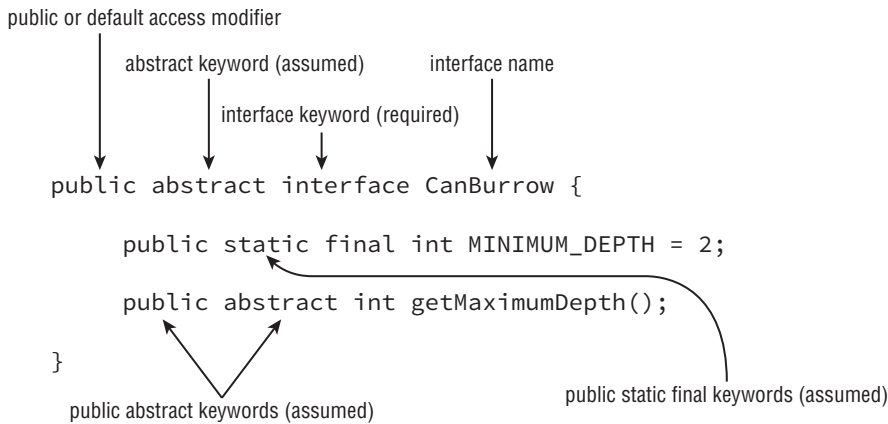 public or default access modifier
abstract keyword (assumed)
interface name
interface keyword (required)
public abstract interface CanBurrow {
public static final int MINIMUM_DEPTH = 2;
public abstract int getMaximumDepth();
}
public static final keywords (assumed)
public abstract keywords (assumed)